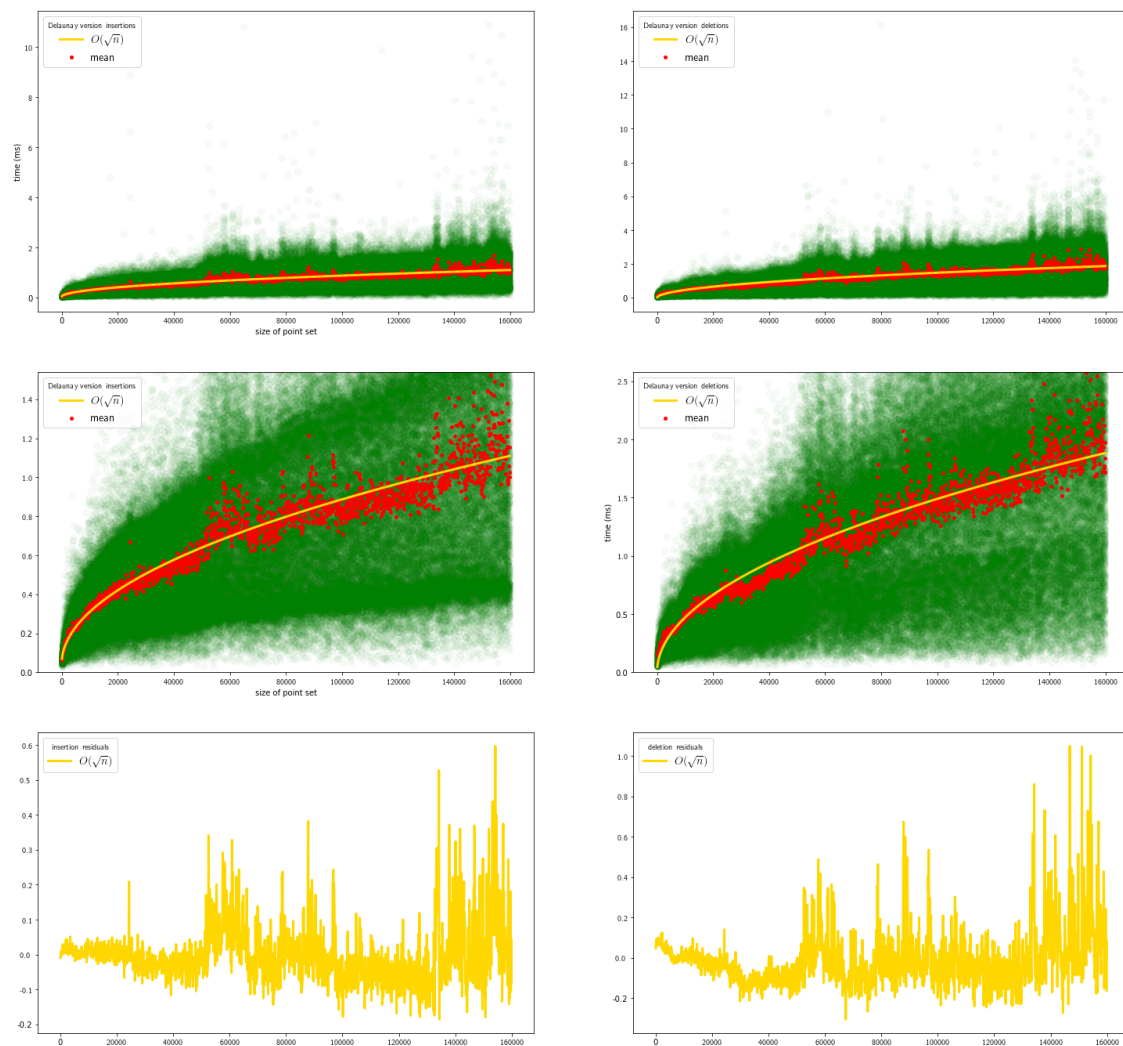 Delaunay version insertions
O(√n)
mean
time (ms)
10
8
6
4
2
0
0 20000 40000 60000 80000 100000 120000 140000 160000
size of point set
Delaunay version deletions
O(√n)
mean
16
14
12
10
8
6
4
2
0
0 20000 40000 60000 80000 100000 120000 140000 160000
Delaunay version insertions
O(√n)
mean
1.4
1.2
1.0
0.8
0.6
0.4
0.2
0.0
0 20000 40000 60000 80000 100000 120000 140000 160000
size of point set
Delaunay version deletions
O(√n)
mean
time (ms)
2.5
2.0
1.5
1.0
0.5
0.0
0 20000 40000 60000 80000 100000 120000 140000 160000
insertion residuals
O(√n)
0.6
0.5
0.4
0.3
0.2
0.1
0.0
-0.1
-0.2
0 20000 40000 60000 80000 100000 120000 140000 160000
deletion residuals
O(√n)
1.0
0.8
0.6
0.4
0.2
0.0
-0.2
0 20000 40000 60000 80000 100000 120000 140000 160000